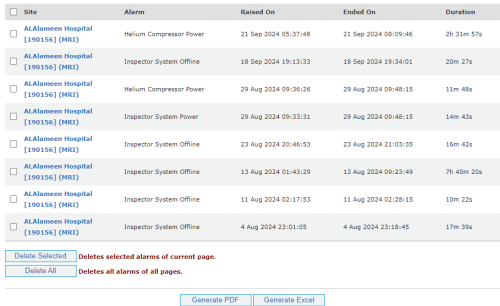 Site Alarm Raised On Ended On Duration
ALAlameen Hospital
[190156] (MRI) Helium Compressor Power 21 Sep 2024 05:37:48 21 Sep 2024 08:09:46 2h 31m 57s
ALAlameen Hospital
[190156] (MRI) Inspector System Offline 18 Sep 2024 19:13:33 18 Sep 2024 19:34:01 20m 27s
ALAlameen Hospital
[190156] (MRI) Helium Compressor Power 29 Aug 2024 09:36:26 29 Aug 2024 09:48:15 11m 48s
ALAlameen Hospital
[190156] (MRI) Inspector System Power 29 Aug 2024 09:33:31 29 Aug 2024 09:48:15 14m 43s
ALAlameen Hospital
[190156] (MRI) Inspector System Offline 23 Aug 2024 20:46:53 23 Aug 2024 21:03:35 16m 42s
ALAlameen Hospital
[190156] (MRI) Inspector System Offline 13 Aug 2024 01:43:29 13 Aug 2024 09:23:49 7h 40m 20s
ALAlameen Hospital
[190156] (MRI) Inspector System Offline 11 Aug 2024 02:17:53 11 Aug 2024 02:28:15 10m 22s
ALAlameen Hospital
[190156] (MRI) Inspector System Offline 4 Aug 2024 23:01:05 4 Aug 2024 23:18:45 17m 39s
Delete Selected Deletes selected alarms of current page.
Delete All Deletes all alarms of all pages.
Generate PDF Generate Excel